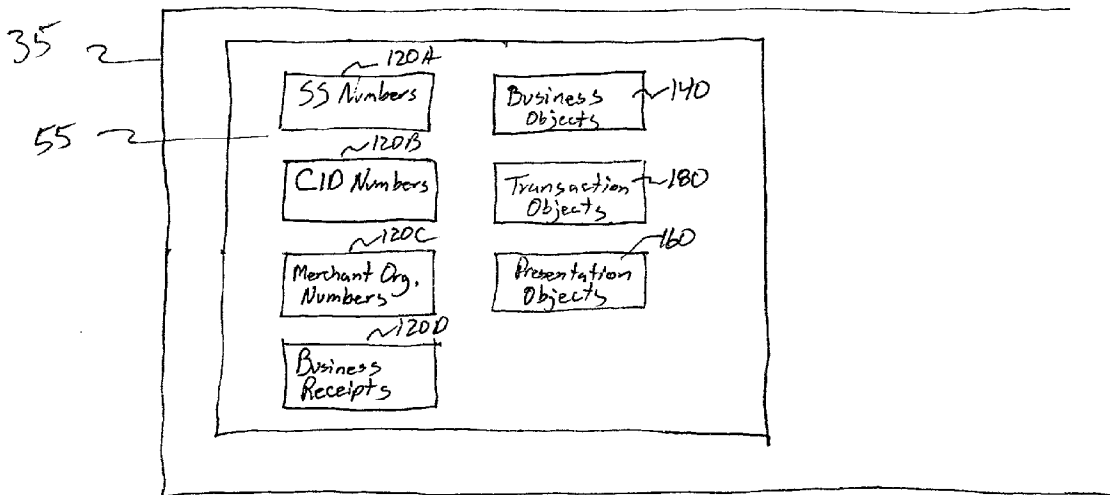 35
55
120A
SS Numbers
120B
CID Numbers
120C
Merchant Org.
Numbers
120D
Business
Receipts
140
Business
Objects
180
Transaction
Objects
160
Presentation
Objects